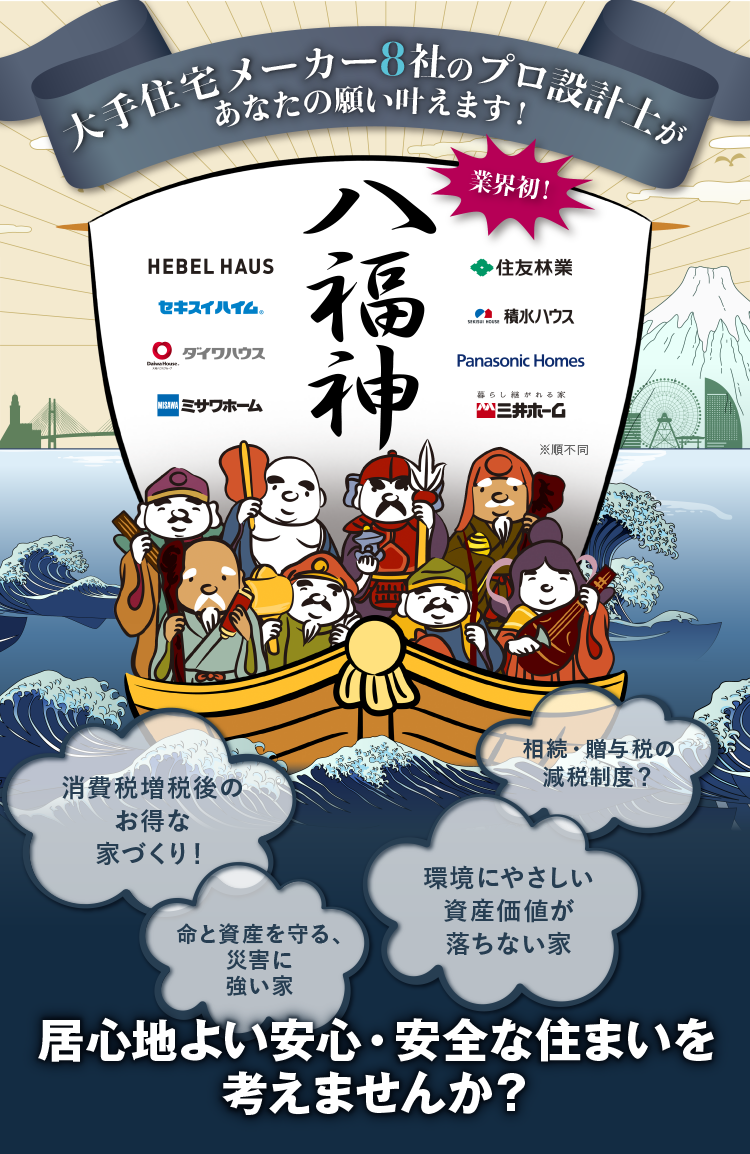 大手住宅メーカー8社のプロ設計士が
あなたの願い叶えます！
業界初！
八福神
HEBEL HAUS
セキスイハイム®
Daiwa House®
ダイワハウス
MISAWA ミサワホーム
住友林業
SEKISUI HOUSE 積水ハウス
Panasonic Homes
暮らし継がれる家
三井ホーム
※順不同
相続・贈与税の
減税制度？
消費税増税後の
お得な
家づくり！
環境にやさしい
資産価値が
落ちない家
命と資産を守る、
災害に
強い家
居心地よい安心・安全な住まいを
考えませんか？